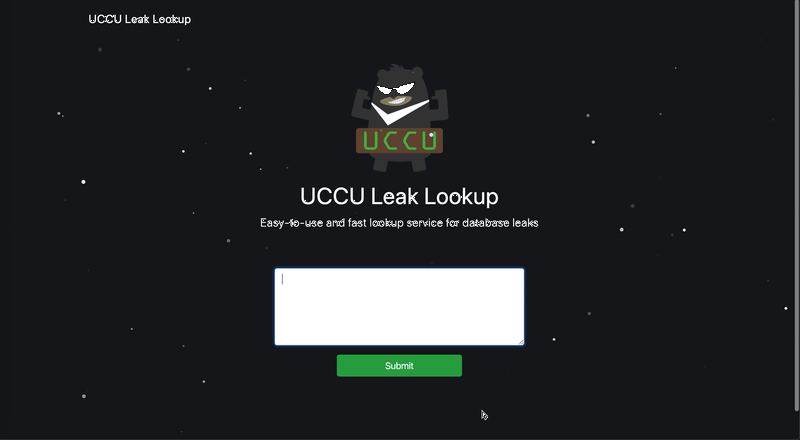 UCCU Leak Lookup
UCCU
UCCU Leak Lookup
Easy-to-use and fast lookup service for database leaks
Submit